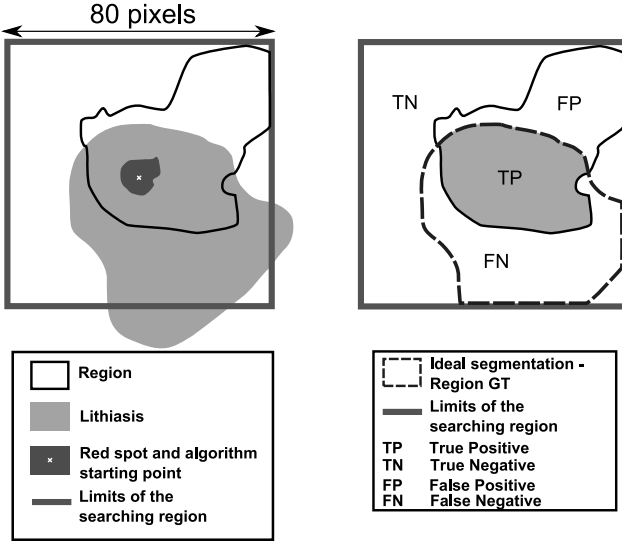 80 pixels
TN
FP
TP
FN
Region
Lithiasis
Red spot and algorithm
starting point
Limits of the
searching region
Ideal segmentation -
Region GT
Limits of the
searching region
TP True Positive
TN True Negative
FP False Positive
FN False Negative